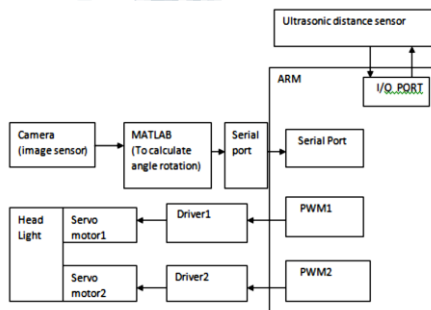 Ultrasonic distance sensor
ARM
I/O PORT
Camera
(image sensor)
MATLAB
(To calculate
angle rotation)
Serial
port
Serial Port
Head
Light
Servo
motor1
Driver1
PWM1
Servo
motor2
Driver2
PWM2